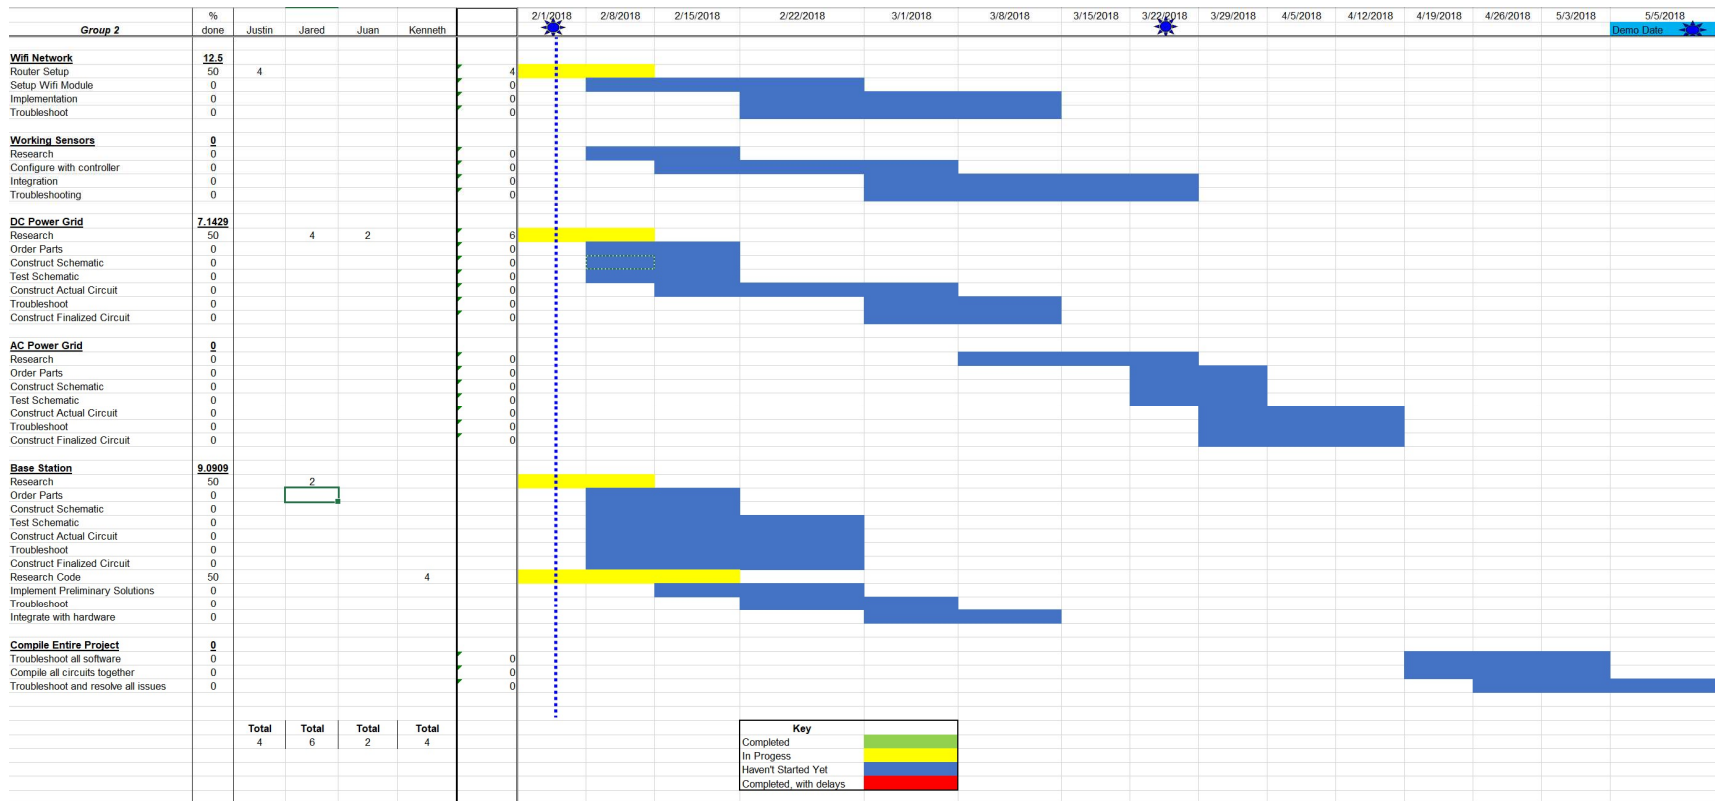 % 2/1/2018 2/8/2018 2/15/2018 2/22/2018 3/1/2018 3/8/2018 3/15/2018 3/22/2018 3/29/2018 4/5/2018 4/12/2018 4/19/2018 4/26/2018 5/3/2018 5/5/2018
Group 2 done Justin Jared Juan Kenneth Demo Date
Wifi Network 12.5
Router Setup 50 4 4
Setup Wifi Module 0 0
Implementation 0 0
Troubleshoot 0 0
Working Sensors 0
Research 0 0
Configure with controller 0 0
Integration 0 0
Troubleshooting 0 0
DC Power Grid 7.1429
Research 50 4 2 6
Order Parts 0 0
Construct Schematic 0 0
Test Schematic 0 0
Construct Actual Circuit 0 0
Troubleshoot 0 0
Construct Finalized Circuit 0 0
AC Power Grid 0
Research 0 0
Order Parts 0 0
Construct Schematic 0 0
Test Schematic 0 0
Construct Actual Circuit 0 0
Troubleshoot 0 0
Construct Finalized Circuit 0 0
Base Station 9.0909
Research 50 2
Order Parts 0
Construct Schematic 0
Test Schematic 0
Construct Actual Circuit 0
Troubleshoot 0
Construct Finalized Circuit 0
Research Code 50 4
Implement Preliminary Solutions 0
Troubleshoot 0
Integrate with hardware 0
Compile Entire Project 0
Troubleshoot all software 0 0
Compile all circuits together 0 0
Troubleshoot and resolve all issues 0 0
Total Total Total Total Key
4 6 2 4 Completed
In Progess
Haven't Started Yet
Completed, with delays